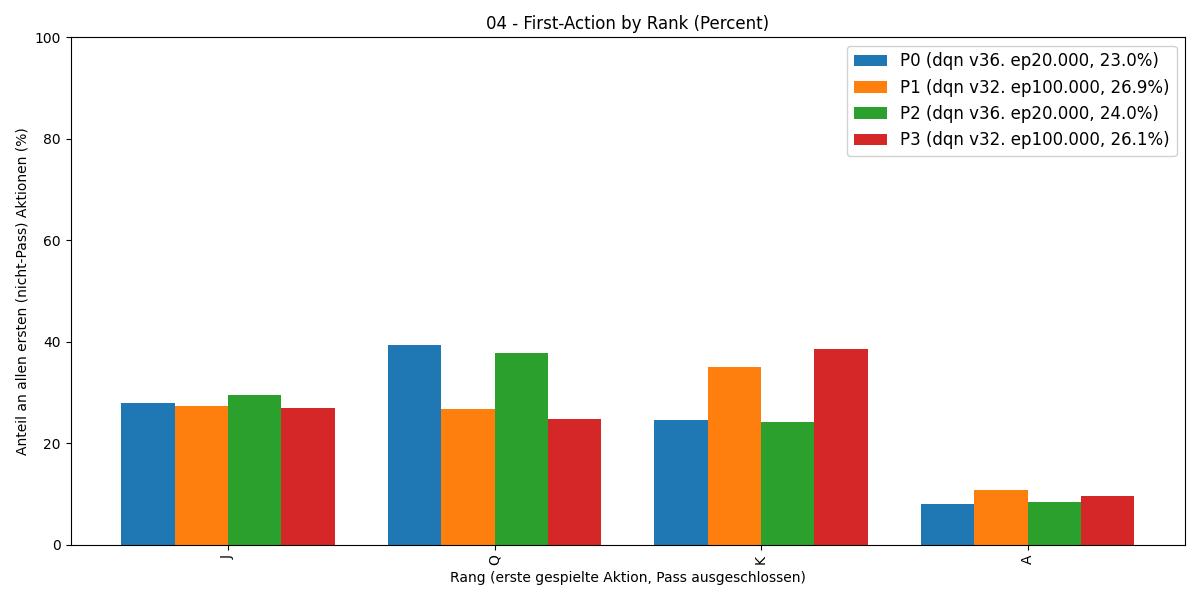 04 - First-Action by Rank (Percent)
Anteil an allen ersten (nicht-Pass) Aktionen (%)
100
80
60
40
20
0
P0 (dqn v36. ep20.000, 23.0%)
P1 (dqn v32. ep100.000, 26.9%)
P2 (dqn v36. ep20.000, 24.0%)
P3 (dqn v32. ep100.000, 26.1%)
J
Q
K
A
Rang (erste gespielte Aktion, Pass ausgeschlossen)